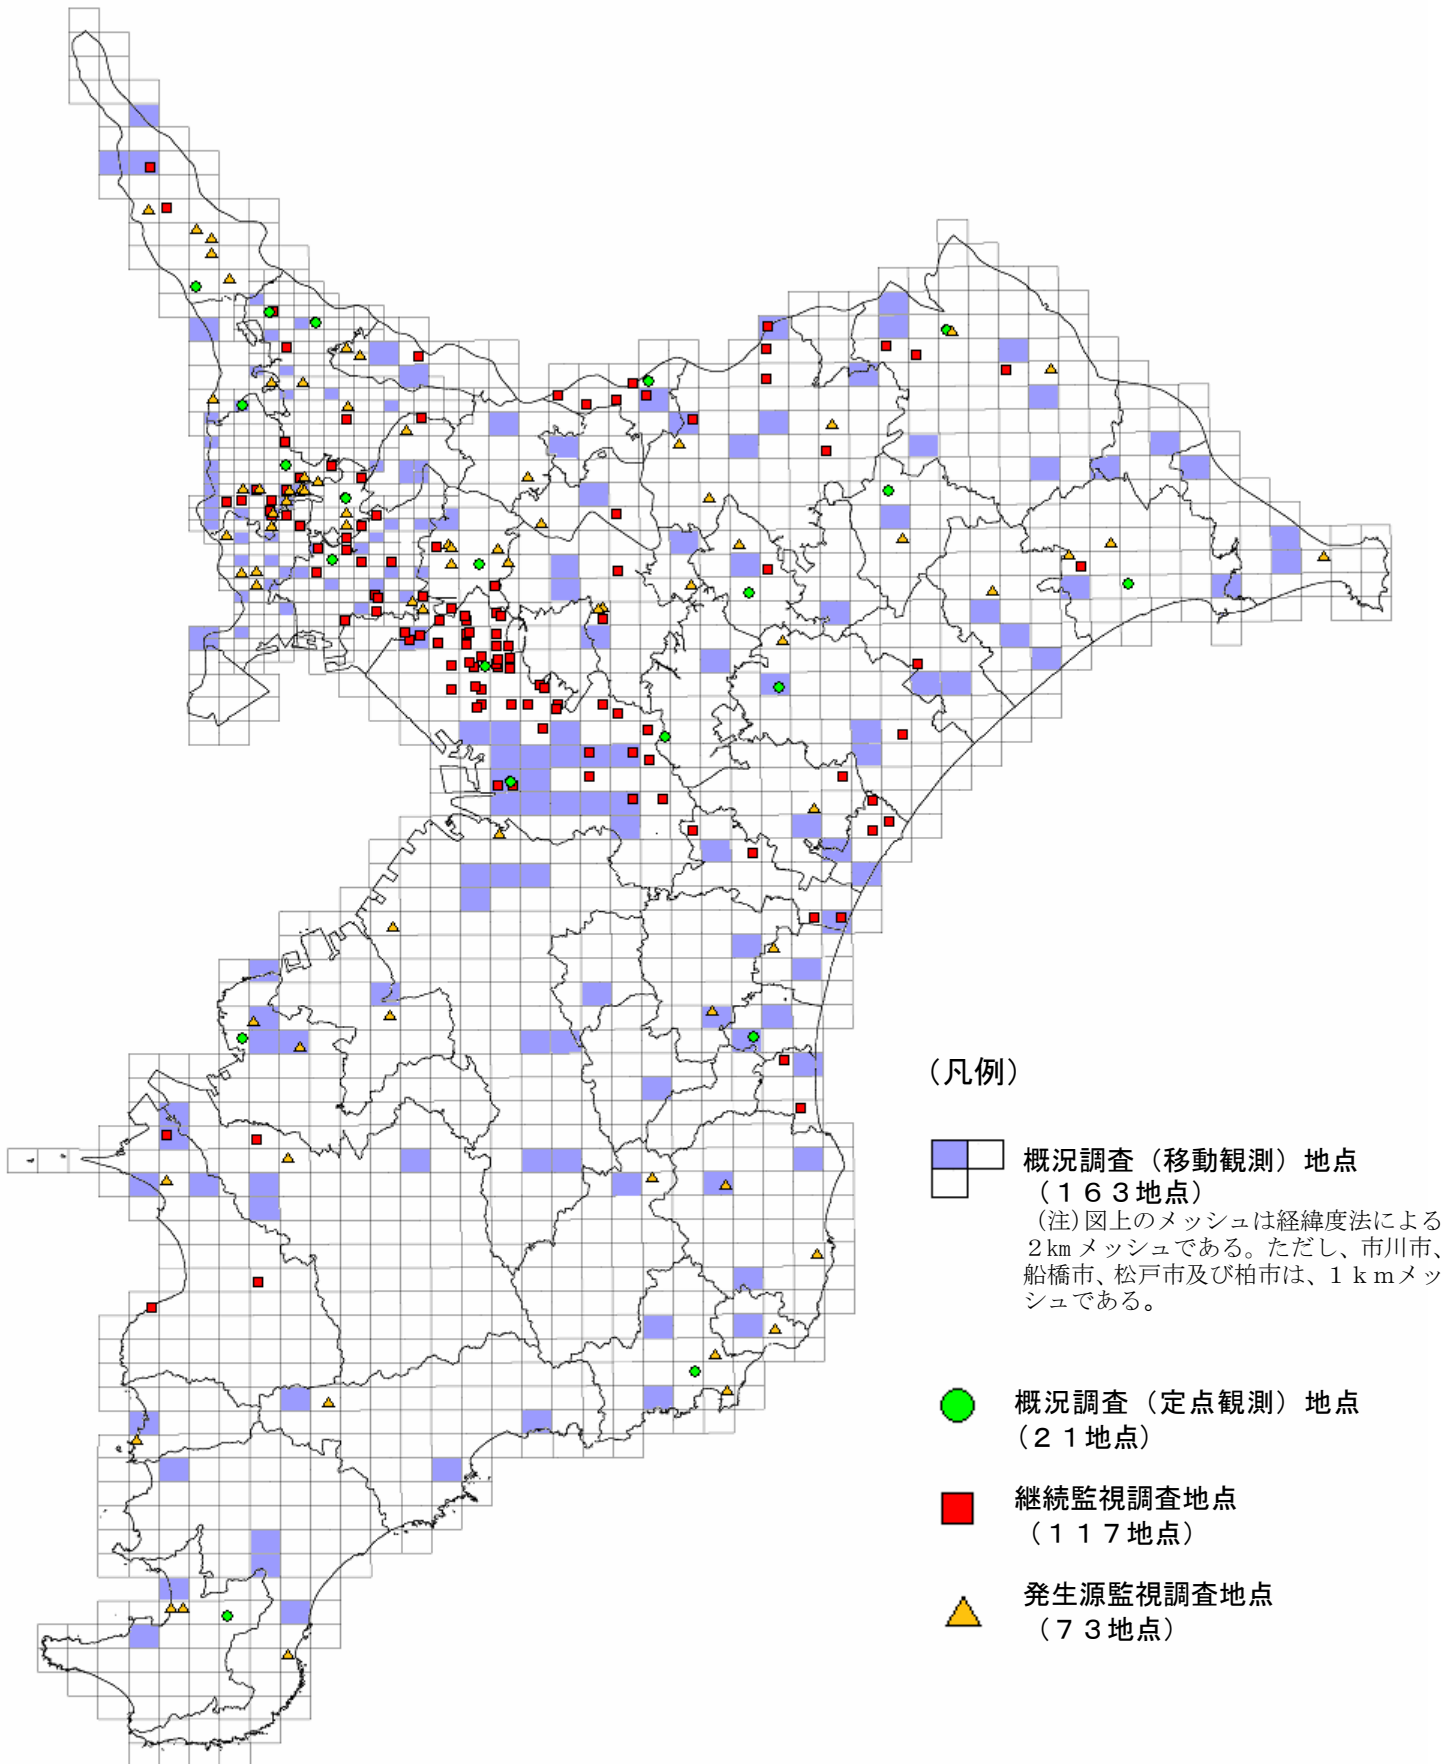 （凡例）
概況調査（移動観測）地点
（１６３地点）
（注）図上のメッシュは経緯度法による
２㎞メッシュである。ただし、市川市、
船橋市、松戸市及び柏市は、１ｋｍメッ
シュである。
概況調査（定点観測）地点
（２１地点）
継続監視調査地点
（１１７地点）
発生源監視調査地点
（７３地点）